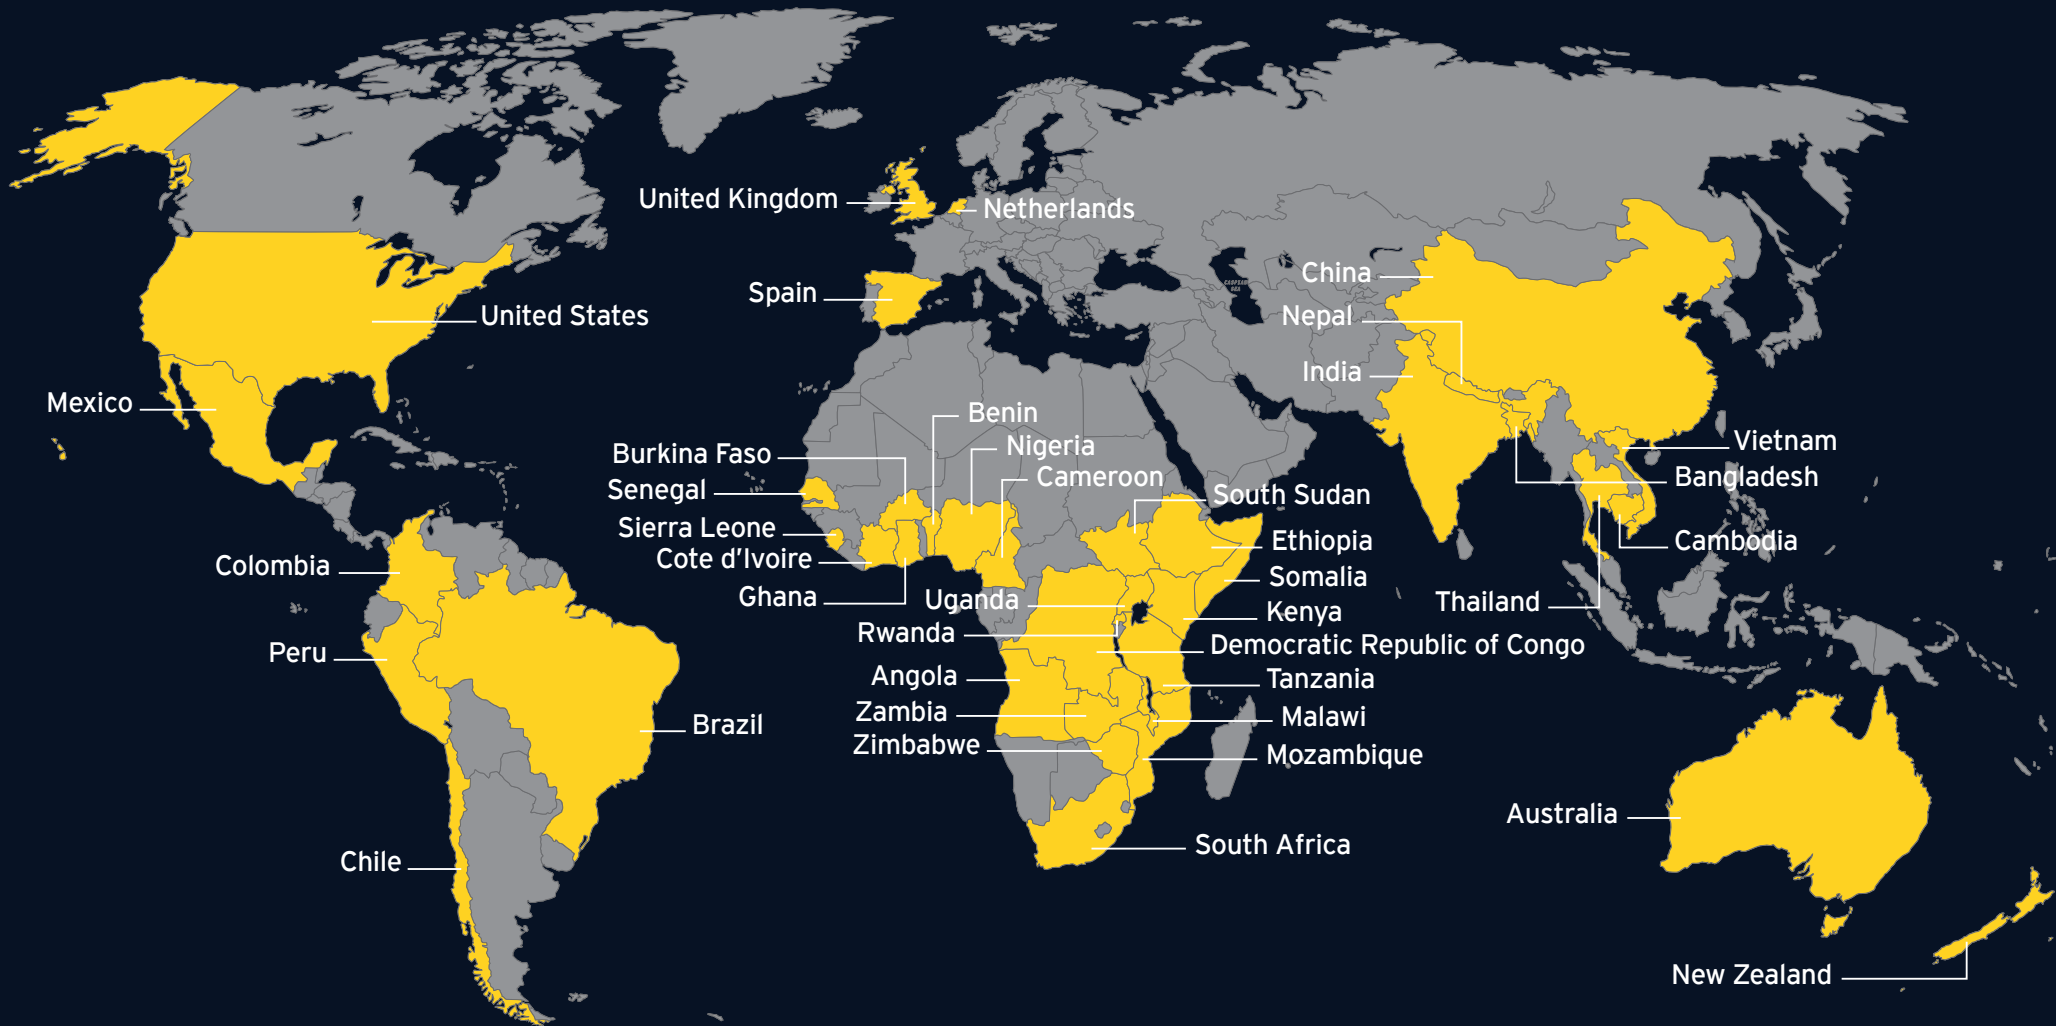 United Kingdom
Netherlands
China
CASPIAN
SEA
Spain
Nepal
United States
India
Mexico
Benin
Nigeria
Vietnam
Burkina Faso
Cameroon
Bangladesh
Senegal
South Sudan
Sierra Leone
Ethiopia
Cambodia
Cote d’Ivoire
Colombia
Somalia
Ghana
Uganda
Thailand
Kenya
Rwanda
Democratic Republic of Congo
Peru
Angola
Tanzania
Zambia
Malawi
Brazil
Zimbabwe
Mozambique
Australia
South Africa
Chile
New Zealand